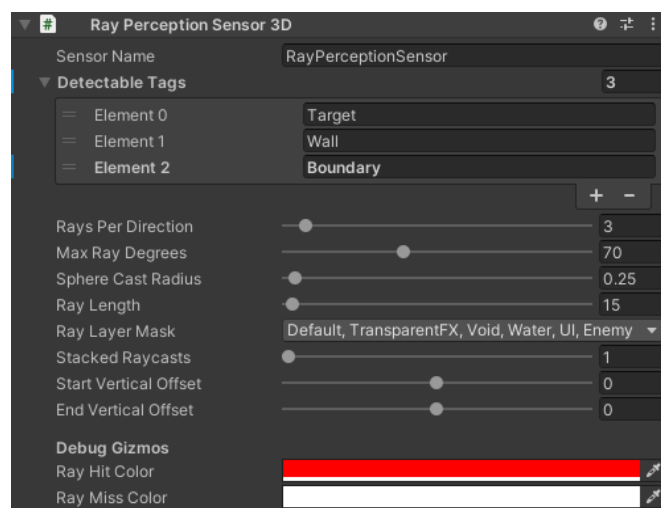 # Ray Perception Sensor 3D
Sensor Name RayPerceptionSensor
Detectable Tags 3
Element 0 Target
Element 1 Wall
Element 2 Boundary
+ -
Rays Per Direction 3
Max Ray Degrees 70
Sphere Cast Radius 0.25
Ray Length 15
Ray Layer Mask Default, TransparentFX, Void, Water, UI, Enemy
Stacked Raycasts 1
Start Vertical Offset 0
End Vertical Offset 0
Debug Gizmos
Ray Hit Color
Ray Miss Color